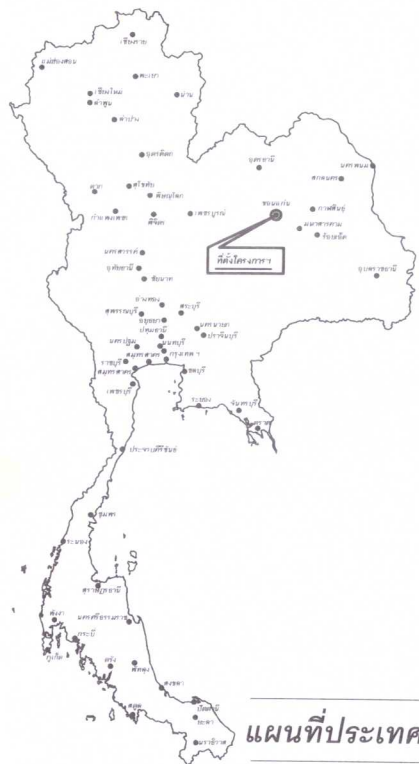 เชียงราย
แม่ฮ่องสอน
พะเยา
เชียงใหม่
น่าน
ลำพูน
ลำปาง
อุตรดิตถ์
อุดรธานี
นครพนม
สกลนคร
ตาก
สุโขทัย
พิษณุโลก
ขอนแก่น
กาฬสินธุ์
กำแพงเพชร
พิจิตร
เพชรบูรณ์
มหาสารคาม
ร้อยเอ็ด
นครสวรรค์
ที่ตั้งโครงการฯ
อุทัยธานี
ชัยนาท
อุบลราชธานี
อ่างทอง
สระบุรี
สุพรรณบุรี
อยุธยา
นครนายก
ปทุมธานี
ปราจีนบุรี
นครปฐม
นนทบุรี
กรุงเทพฯ
ราชบุรี
สมุทรสาคร
ชลบุรี
เพชรบุรี
ระยอง
จันทบุรี
ตราด
ประจวบคีรีขันธ์
ชุมพร
ระนอง
สุราษฎร์ธานี
พังงา
นครศรีธรรมราช
กระบี่
ภูเก็ต
ตรัง
พัทลุง
สงขลา
สตูล
ปัตตานี
ยะลา
นราธิวาส
แผนที่ประเทศ